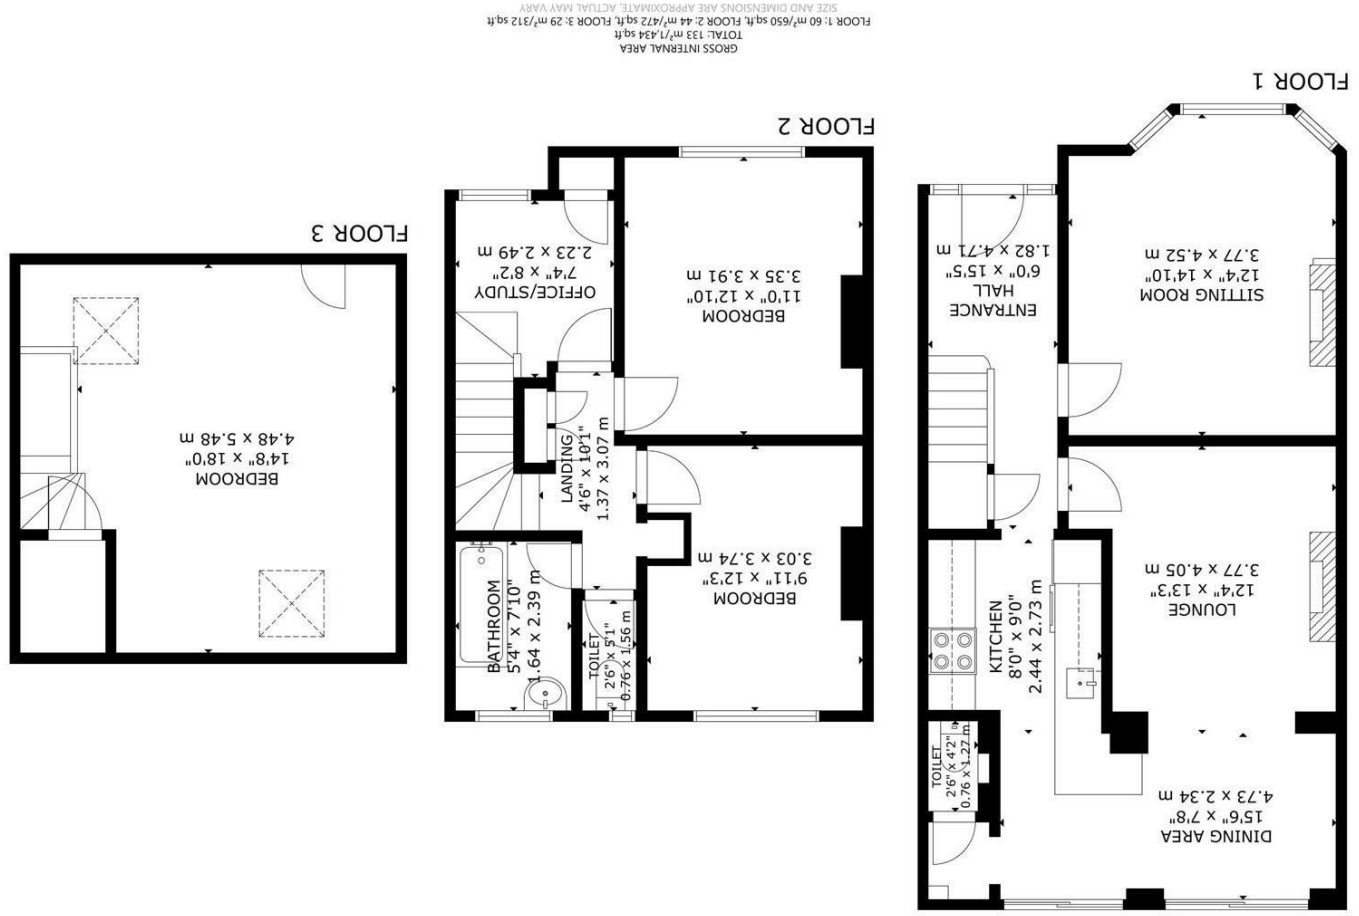 FLOOR 1
SITTING ROOM
12'4" x 14'10"
3.77 x 4.52 m
ENTRANCE
HALL
6'0" x 15'5"
1.82 x 4.71 m
LOUNGE
12'4" x 13'3"
3.77 x 4.05 m
KITCHEN
8'0" x 9'0"
2.44 x 2.73 m
TOILET
2'6" x 4'2"
0.76 x 1.27 m
DINING AREA
15'6" x 7'8"
4.73 x 2.34 m
FLOOR 2
BEDROOM
11'0" x 12'10"
3.35 x 3.91 m
OFFICE/STUDY
7'4" x 8'2"
2.23 x 2.49 m
LANDING
4'6" x 10'1"
1.37 x 3.07 m
BEDROOM
9'11" x 12'3"
3.03 x 3.74 m
BATHROOM
5'4" x 7'10"
1.64 x 2.39 m
TOILET
2'6" x 5'1"
0.76 x 1.56 m
FLOOR 3
BEDROOM
14'8" x 18'0"
4.48 x 5.48 m
GROSS INTERNAL AREA
TOTAL: 133 m²/1,434 sq.ft
FLOOR 1: 60 m²/650 sq.ft, FLOOR 2: 44 m²/472 sq.ft, FLOOR 3: 29 m²/312 sq.ft
SIZE AND DIMENSIONS ARE APPROXIMATE, ACTUAL MAY VARY